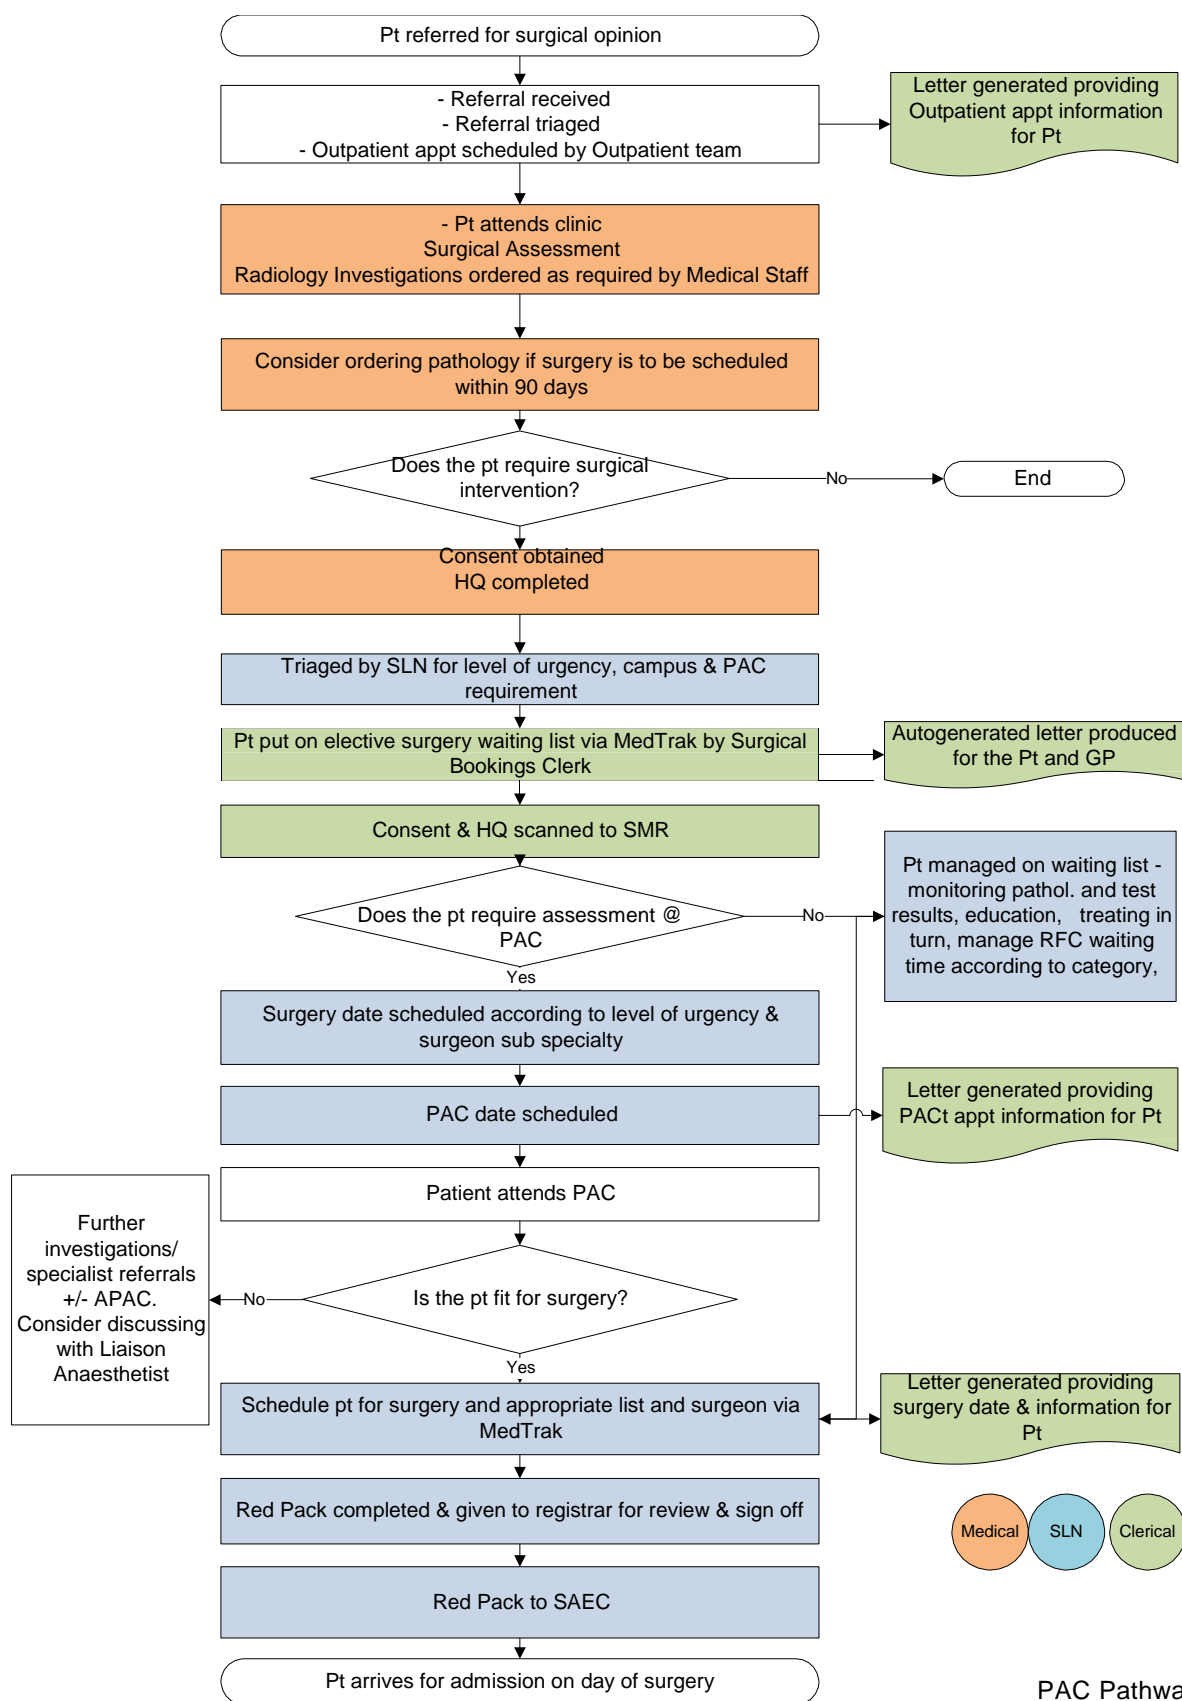 Pt referred for surgical opinion
- Referral received
- Referral triaged
- Outpatient appt scheduled by Outpatient team
Letter generated providing
Outpatient appt information
for Pt
- Pt attends clinic
Surgical Assessment
Radiology Investigations ordered as required by Medical Staff
Consider ordering pathology if surgery is to be scheduled
within 90 days
Does the pt require surgical
intervention?
No
End
Consent obtained
HQ completed
Triaged by SLN for level of urgency, campus & PAC
requirement
Pt put on elective surgery waiting list via MedTrak by Surgical
Bookings Clerk
Autogenerated letter produced
for the Pt and GP
Consent & HQ scanned to SMR
Does the pt require assessment @
PAC
No
Pt managed on waiting list -
monitoring pathol. and test
results, education, treating in
turn, manage RFC waiting
time according to category,
Yes
Surgery date scheduled according to level of urgency &
surgeon sub specialty
PAC date scheduled
Letter generated providing
PACt appt information for Pt
Patient attends PAC
Is the pt fit for surgery?
No
Further
investigations/
specialist referrals
+/- APAC.
Consider discussing
with Liaison
Anaesthetist
Yes
Schedule pt for surgery and appropriate list and surgeon via
MedTrak
Letter generated providing
surgery date & information for
Pt
Red Pack completed & given to registrar for review & sign off
Medical
SLN
Clerical
Red Pack to SAEC
Pt arrives for admission on day of surgery
PAC Pathwa